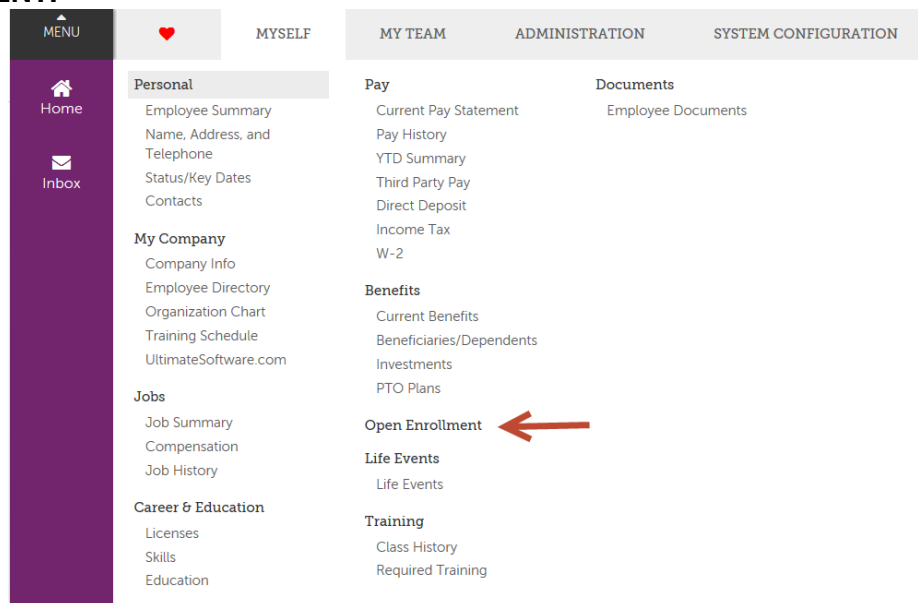 MENU
MYSELF
MY TEAM
ADMINISTRATION
SYSTEM CONFIGURATION
Home
Inbox
Personal
Employee Summary
Name, Address, and
Telephone
Status/Key Dates
Contacts
My Company
Company Info
Employee Directory
Organization Chart
Training Schedule
UltimateSoftware.com
Jobs
Job Summary
Compensation
Job History
Career & Education
Licenses
Skills
Education
Pay
Current Pay Statement
Pay History
YTD Summary
Third Party Pay
Direct Deposit
Income Tax
W-2
Benefits
Current Benefits
Beneficiaries/Dependents
Investments
PTO Plans
Open Enrollment
Life Events
Life Events
Training
Class History
Required Training
Documents
Employee Documents